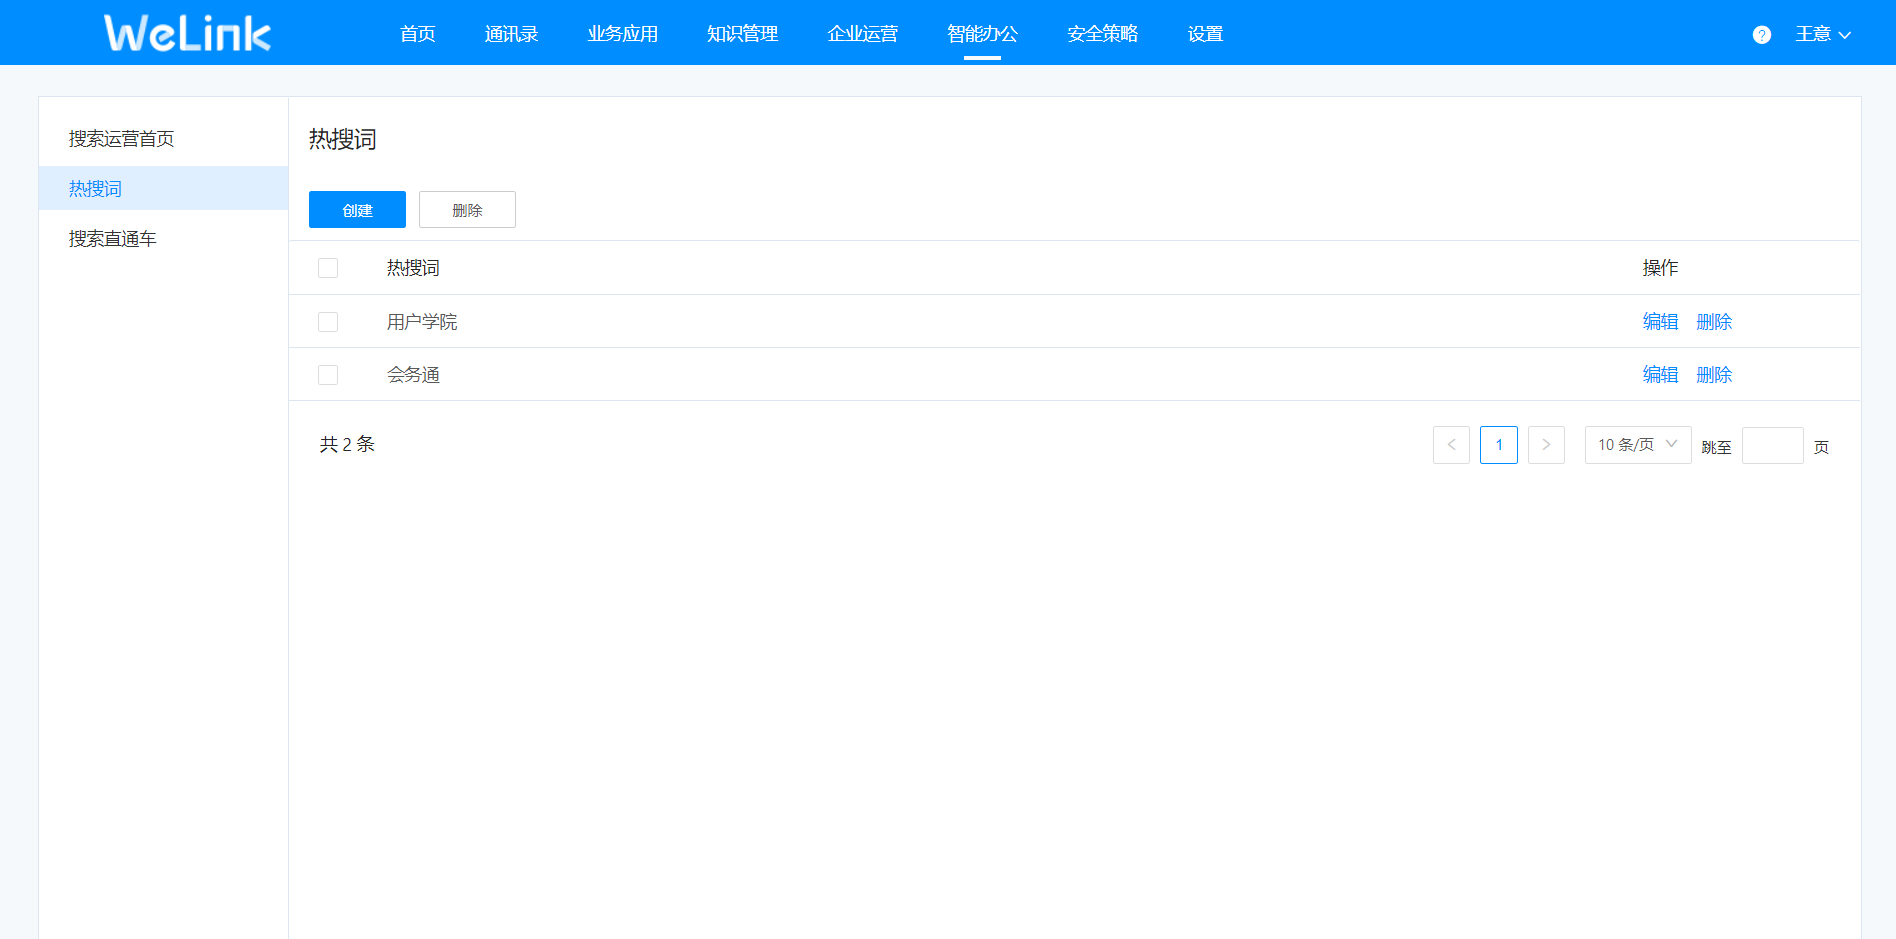 WeLink 首页 通讯录 业务应用 知识管理 企业运营 智能办公 安全策略 设置 ? 王意
搜索运营首页
热搜词
搜索直通车
热搜词
创建 删除
热搜词 操作
用户学院 编辑 删除
会务通 编辑 删除
共 2 条 < 1 > 10 条/页 跳至 页